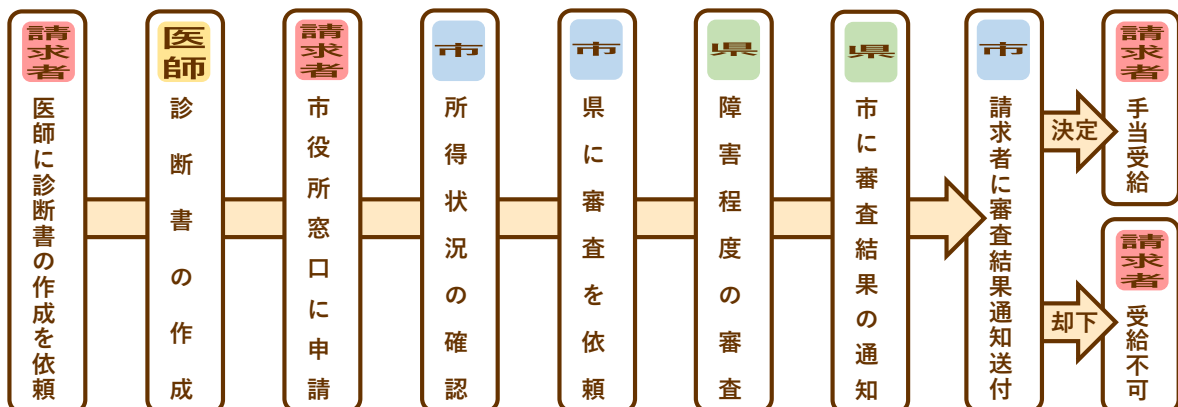 請求者
医師に診断書の作成を依頼
医師
診断書の作成
請求者
市役所窓口に申請
市
所得状況の確認
市
県に審査を依頼
県
障害程度の審査
県
市に審査結果の通知
市
請求者に審査結果通知送付
決定
請求者
手当受給
却下
請求者
受給不可